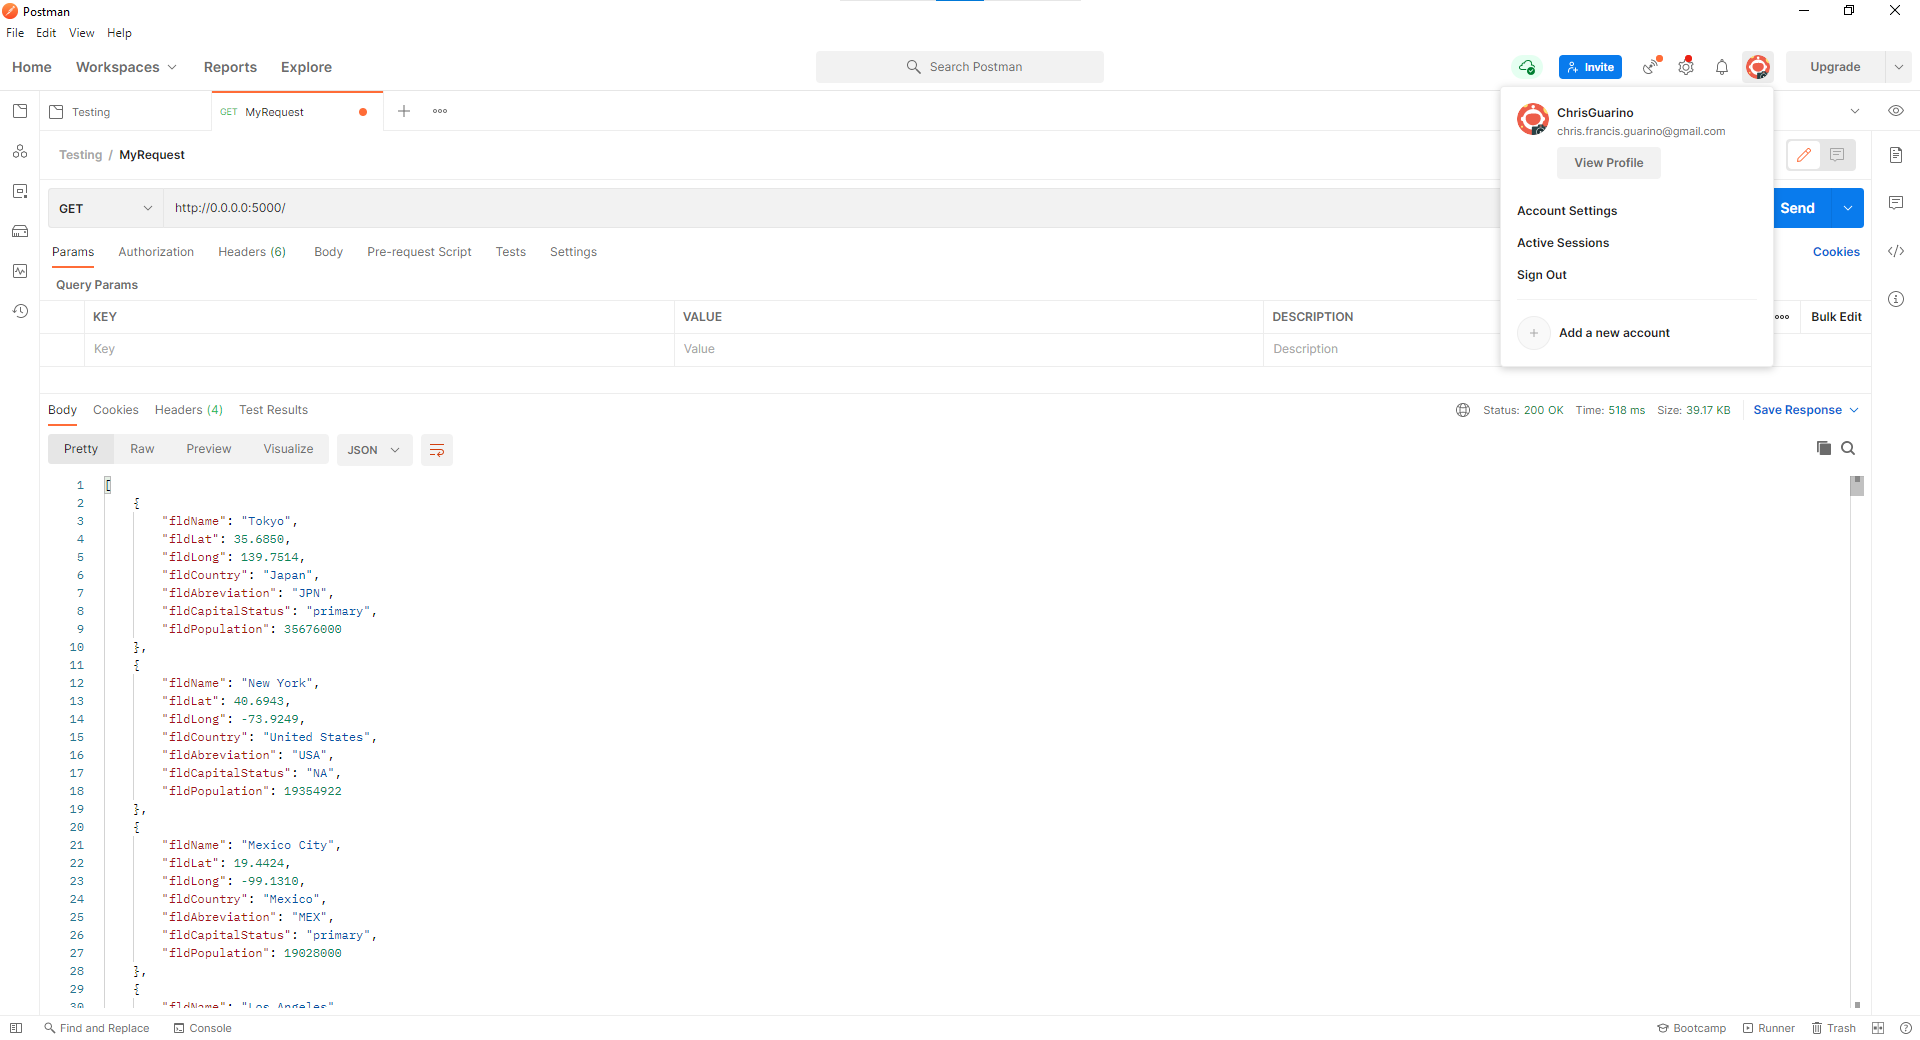 Postman
File Edit View Help
Home Workspaces Reports Explore Search Postman Invite Upgrade
Testing GET MyRequest
ChrisGuarino
chris.francis.guarino@gmail.com
View Profile
Account Settings
Active Sessions
Sign Out
Add a new account
Testing / MyRequest
GET http://0.0.0.0:5000/ Send
Params Authorization Headers (6) Body Pre-request Script Tests Settings Cookies
Query Params
KEY VALUE DESCRIPTION Bulk Edit
Key Value Description
Body Cookies Headers (4) Test Results Status: 200 OK Time: 518 ms Size: 39.17 KB Save Response
Pretty Raw Preview Visualize JSON
1 [
2 {
3 "fldName": "Tokyo",
4 "fldLat": 35.6850,
5 "fldLong": 139.7514,
6 "fldCountry": "Japan",
7 "fldAbreviation": "JPN",
8 "fldCapitalStatus": "primary",
9 "fldPopulation": 35676000
10 },
11 {
12 "fldName": "New York",
13 "fldLat": 40.6943,
14 "fldLong": -73.9249,
15 "fldCountry": "United States",
16 "fldAbreviation": "USA",
17 "fldCapitalStatus": "NA",
18 "fldPopulation": 19354922
19 },
20 {
21 "fldName": "Mexico City",
22 "fldLat": 19.4424,
23 "fldLong": -99.1310,
24 "fldCountry": "Mexico",
25 "fldAbreviation": "MEX",
26 "fldCapitalStatus": "primary",
27 "fldPopulation": 19028000
28 },
29 {
30 "fldName": "Los Angeles"
Find and Replace Console Bootcamp Runner Trash